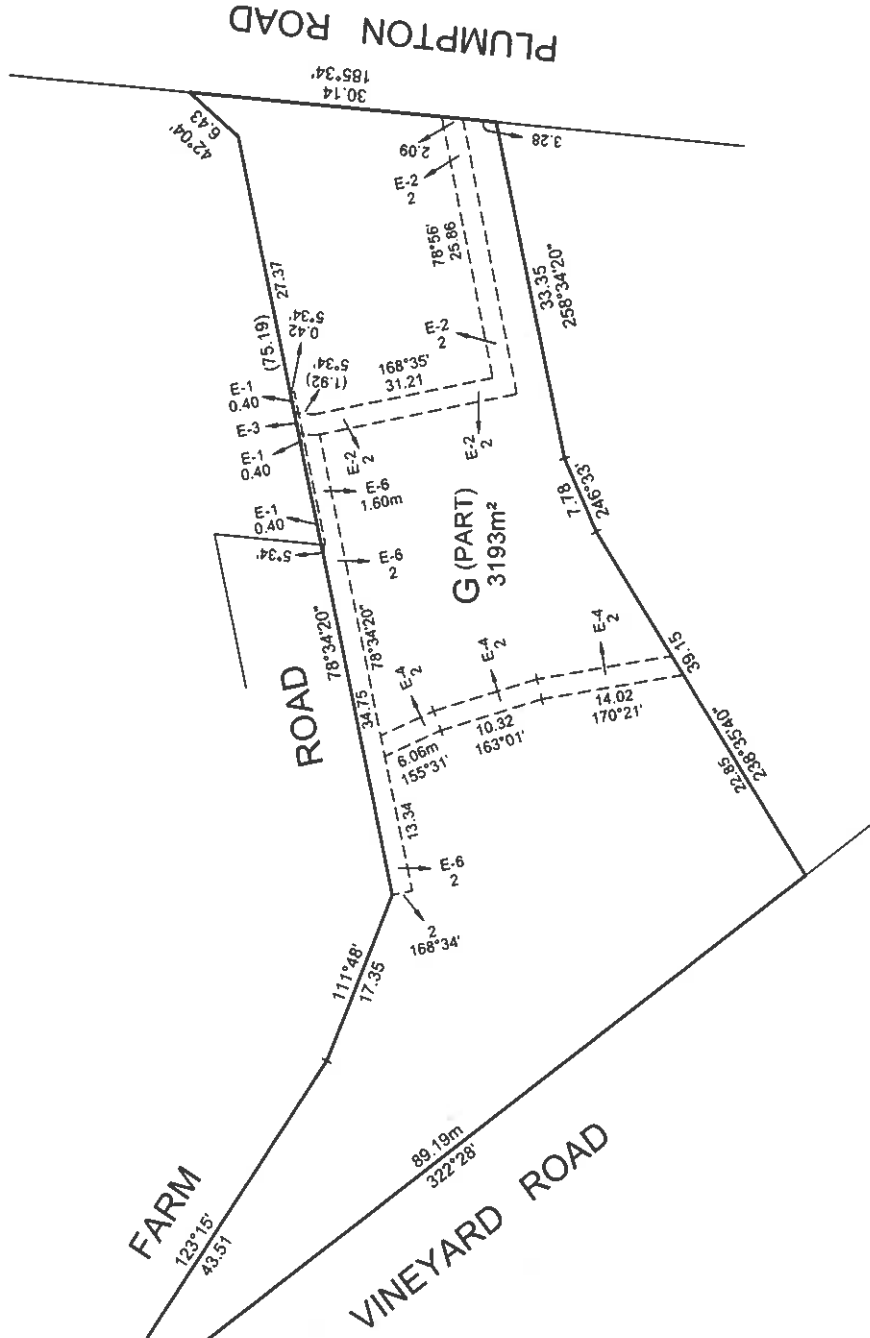 PLUMPTON ROAD
185°34'
30.14
42°04'
6.43
3.28
2.09
E-2
2
78°56'
25.86
27.37
(75.19)
5°34'
0.42
5°34'
(1.92)
E-1
0.40
E-3
E-1
0.40
E-1
0.40
5°34'
168°35'
31.21
E-2
2
33.35
258°34'20"
E-2
2
E-2
2
E-6
1.60m
E-6
2
G (PART)
3193m²
7.78
246°33'
78°34'20"
ROAD
34.75
78°34'20"
E-4
2
E-4
2
E-4
2
39.15
6.06m
155°31'
10.32
163°01'
14.02
170°21'
22.85
238°35'40"
13.34
E-6
2
2
168°34'
111°48'
17.35
FARM
123°15'
43.51
89.19m
322°28'
VINEYARD ROAD